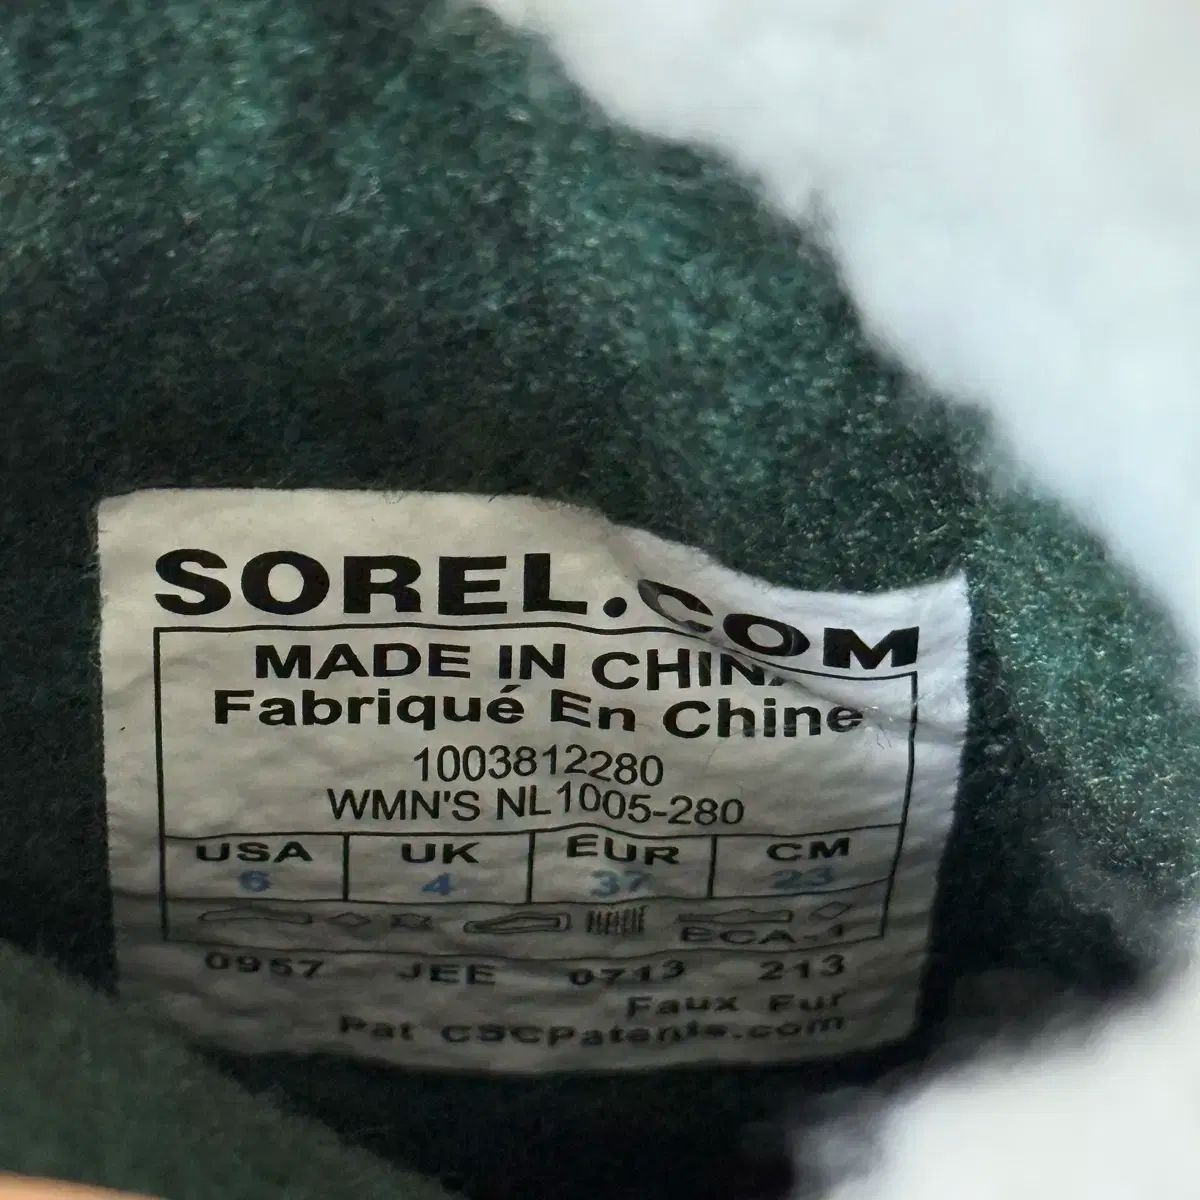 SOREL.COM
MADE IN CHINA
Fabriqué En Chine
1003812280
WMN'S NL1005-280
USA UK EUR CM
6 4 37 23
ECA-1
0957 JEE 0713 213
Faux Fur
Pat CSCPatents.com